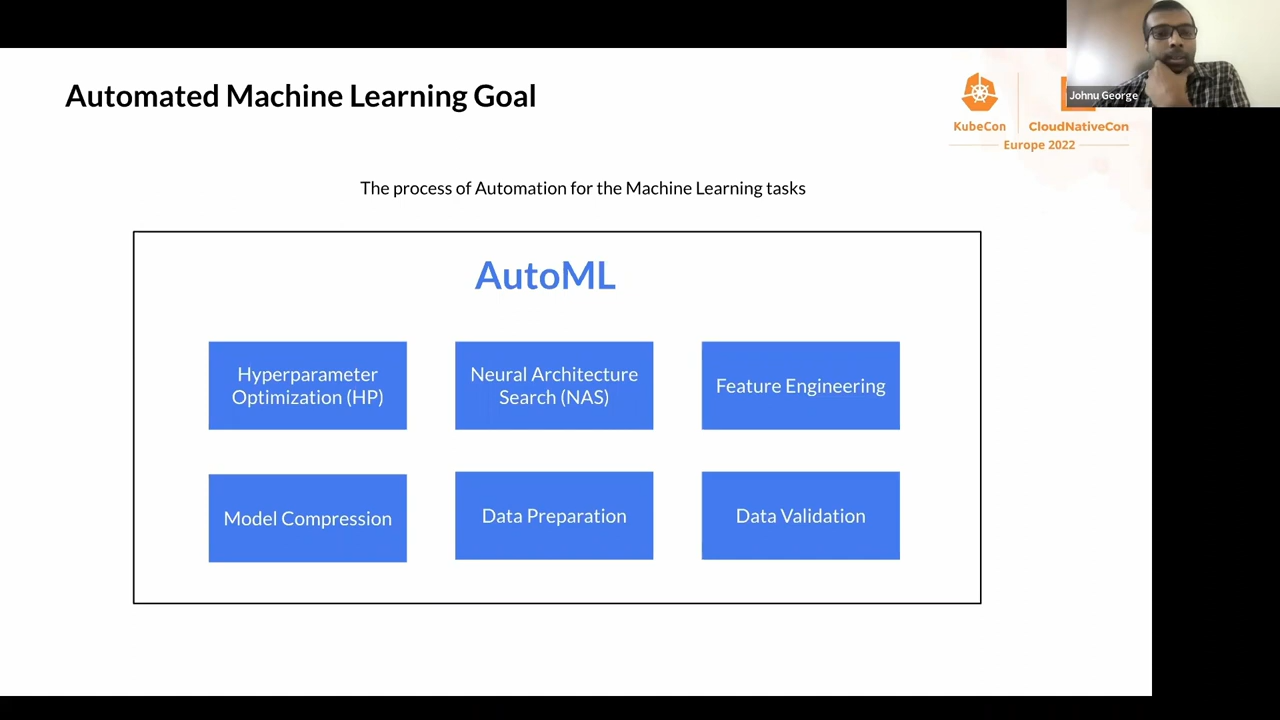 Automated Machine Learning Goal
Johnu George
KubeCon
CloudNativeCon
Europe 2022
The process of Automation for the Machine Learning tasks
AutoML
Hyperparameter
Optimization (HP)
Neural Architecture
Search (NAS)
Feature Engineering
Model Compression
Data Preparation
Data Validation